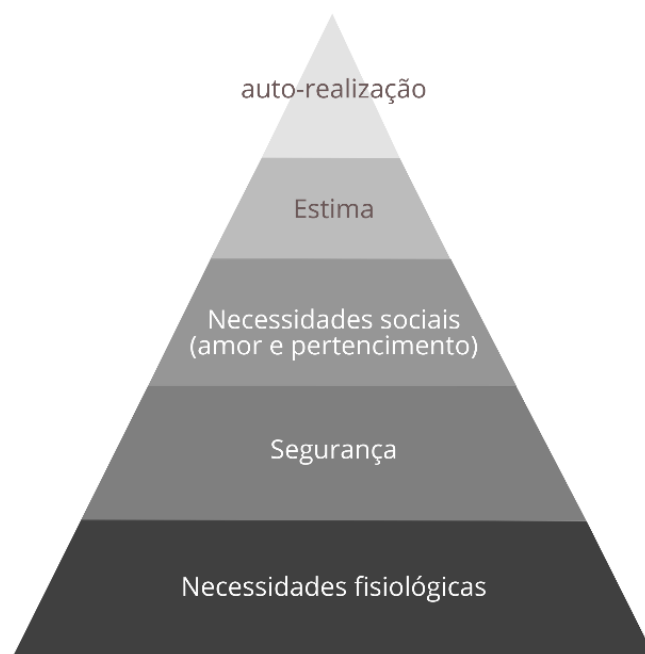 auto-realização
Estima
Necessidades sociais
(amor e pertencimento)
Segurança
Necessidades fisiológicas